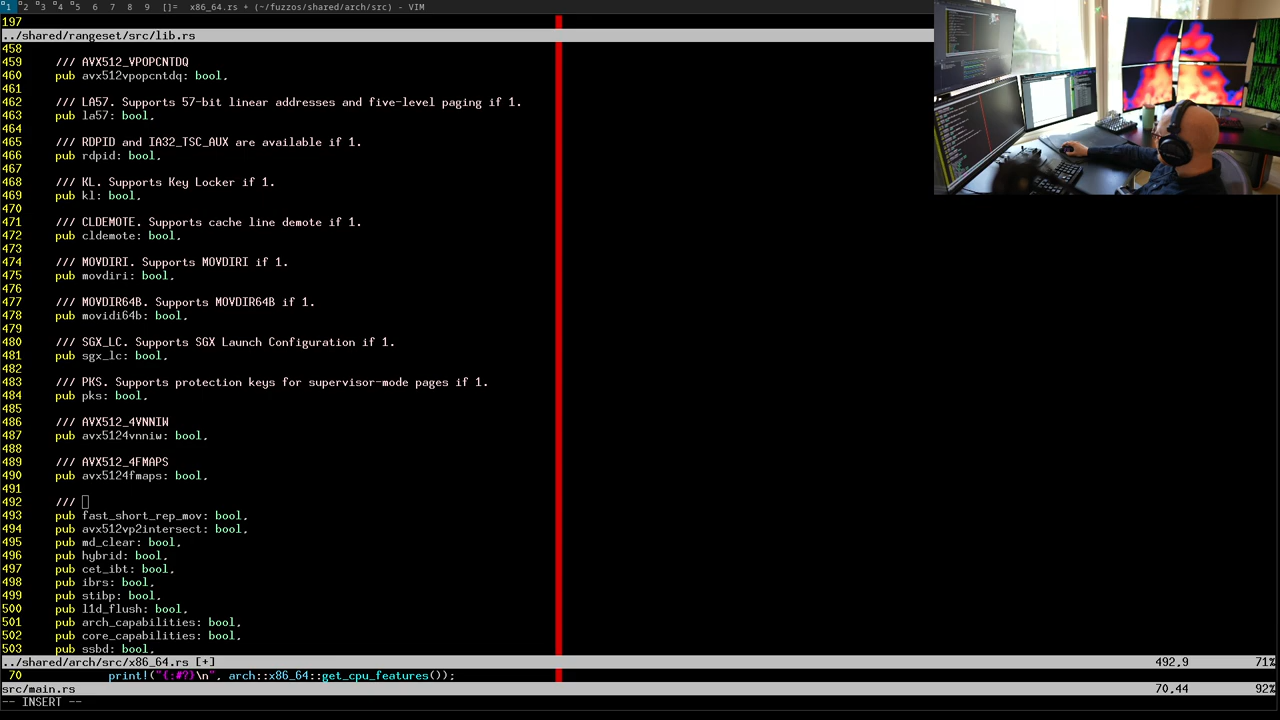 1 2 3 4 5 6 7 8 9 []= x86_64.rs + (~/fuzzos/shared/arch/src) - VIM
197
../shared/rangeset/src/lib.rs
458
459 /// AVX512_VPOPCNTDQ
460 pub avx512vpopcntdq: bool,
461
462 /// LA57. Supports 57-bit linear addresses and five-level paging if 1.
463 pub la57: bool,
464
465 /// RDPID and IA32_TSC_AUX are available if 1.
466 pub rdpid: bool,
467
468 /// KL. Supports Key Locker if 1.
469 pub kl: bool,
470
471 /// CLDEMOTE. Supports cache line demote if 1.
472 pub cldemote: bool,
473
474 /// MOVDIRI. Supports MOVDIRI if 1.
475 pub movdiri: bool,
476
477 /// MOVDIR64B. Supports MOVDIR64B if 1.
478 pub movidi64b: bool,
479
480 /// SGX_LC. Supports SGX Launch Configuration if 1.
481 pub sgx_lc: bool,
482
483 /// PKS. Supports protection keys for supervisor-mode pages if 1.
484 pub pks: bool,
485
486 /// AVX512_4VNNIW
487 pub avx5124vnniw: bool,
488
489 /// AVX512_4FMAPS
490 pub avx5124fmaps: bool,
491
492 ///
493 pub fast_short_rep_mov: bool,
494 pub avx512vp2intersect: bool,
495 pub md_clear: bool,
496 pub hybrid: bool,
497 pub cet_ibt: bool,
498 pub ibrs: bool,
499 pub stibp: bool,
500 pub l1d_flush: bool,
501 pub arch_capabilities: bool,
502 pub core_capabilities: bool,
503 pub ssbd: bool,
../shared/arch/src/x86_64.rs [+] 492,9 71%
70 print!("{:#?}\n", arch::x86_64::get_cpu_features());
src/main.rs 70,44 92%
-- INSERT --